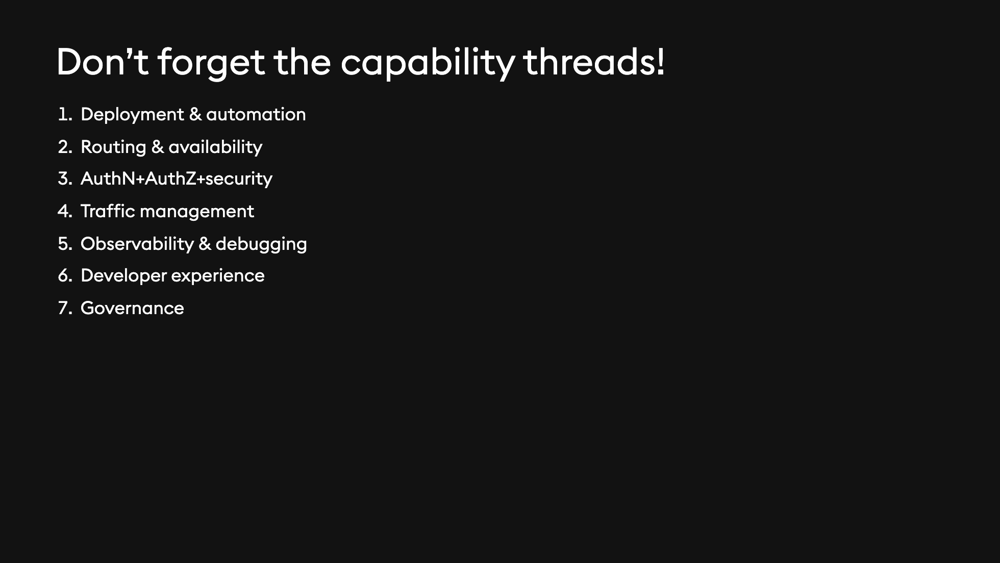 Don’t forget the capability threads!
1. Deployment & automation
2. Routing & availability
3. AuthN+AuthZ+security
4. Traffic management
5. Observability & debugging
6. Developer experience
7. Governance